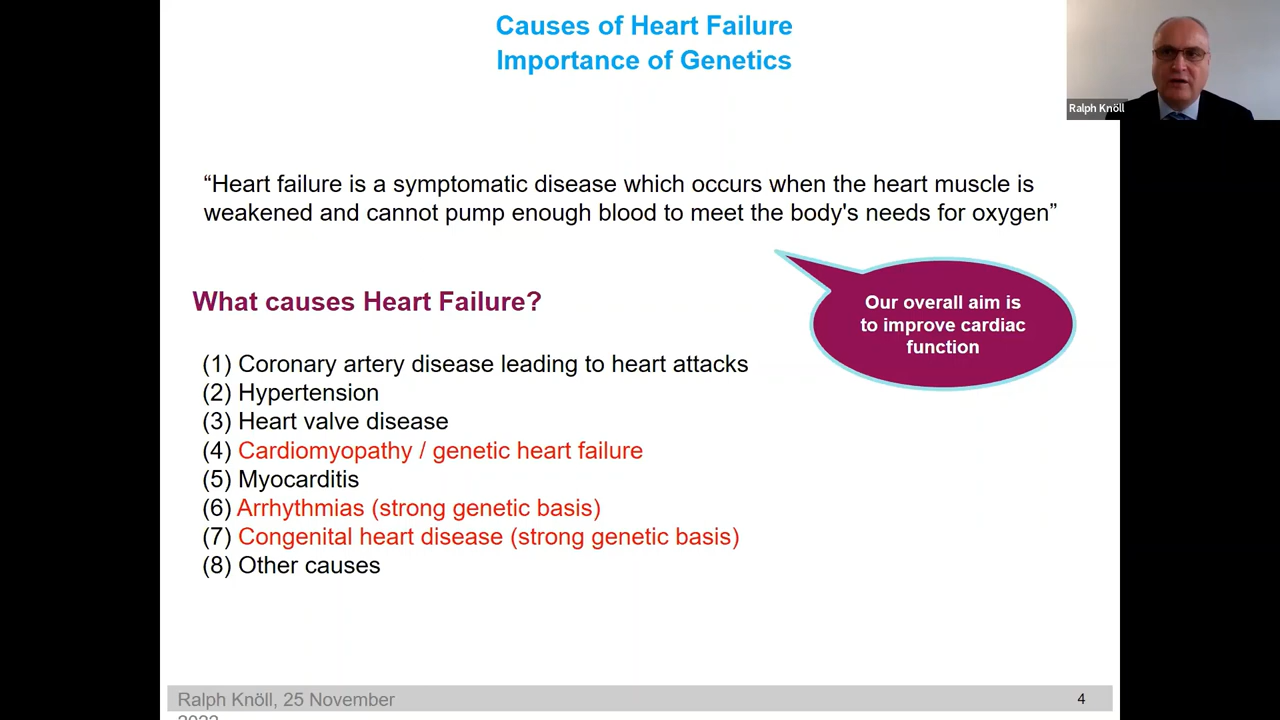 Causes of Heart Failure
Importance of Genetics
Ralph Knöll
“Heart failure is a symptomatic disease which occurs when the heart muscle is
weakened and cannot pump enough blood to meet the body's needs for oxygen”
What causes Heart Failure?
Our overall aim is
to improve cardiac
function
(1) Coronary artery disease leading to heart attacks
(2) Hypertension
(3) Heart valve disease
(4) Cardiomyopathy / genetic heart failure
(5) Myocarditis
(6) Arrhythmias (strong genetic basis)
(7) Congenital heart disease (strong genetic basis)
(8) Other causes
Ralph Knöll, 25 November
4